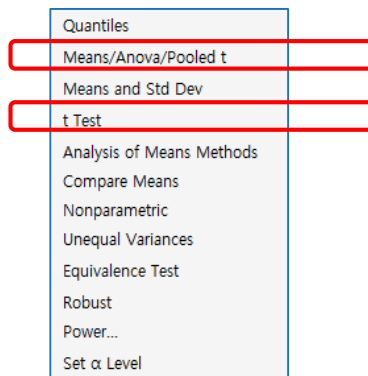 Quantiles
Means/Anova/Pooled t
Means and Std Dev
t Test
Analysis of Means Methods
Compare Means
Nonparametric
Unequal Variances
Equivalence Test
Robust
Power...
Set α Level